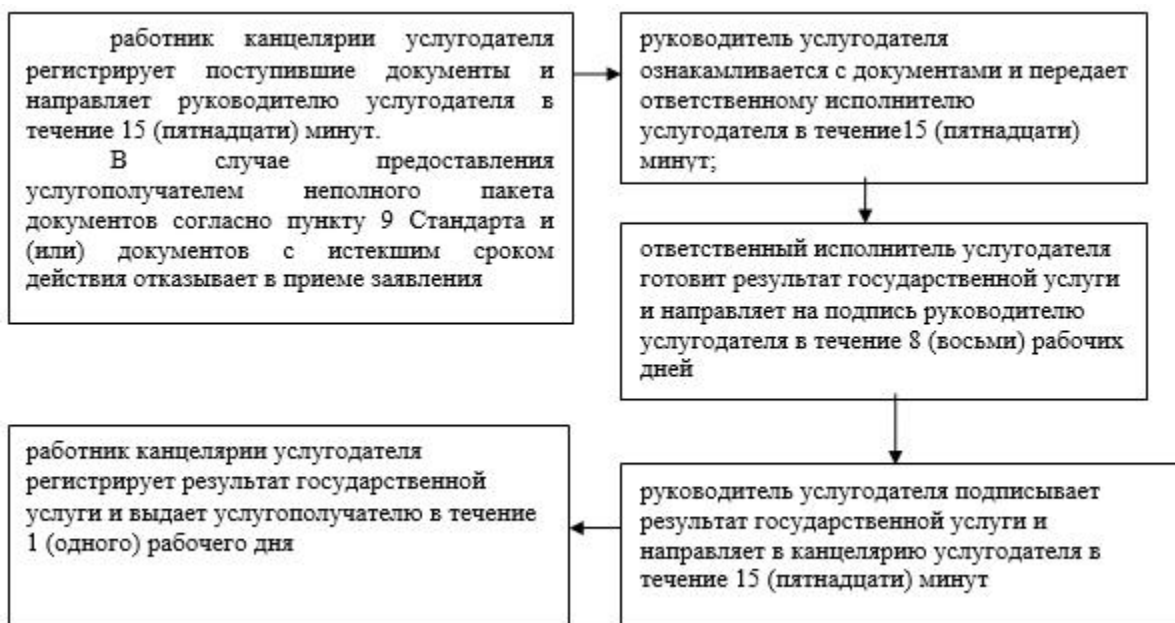 работник канцелярии услугодателя
регистрирует поступившие документы и
направляет руководителю услугодателя в
течение 15 (пятнадцати) минут.
В случае предоставления
услугополучателем неполного пакета
документов согласно пункту 9 Стандарта и
(или) документов с истекшим сроком
действия отказывает в приеме заявления
руководитель услугодателя
ознакамливается с документами и передает
ответственному исполнителю
услугодателя в течение15 (пятнадцати)
минут;
ответственный исполнитель услугодателя
готовит результат государственной услуги
и направляет на подпись руководителю
услугодателя в течение 8 (восьми) рабочих
дней
руководитель услугодателя подписывает
результат государственной услуги и
направляет в канцелярию услугодателя в
течение 15 (пятнадцати) минут
работник канцелярии услугодателя
регистрирует результат государственной
услуги и выдает услугополучателю в течение
1 (одного) рабочего дня